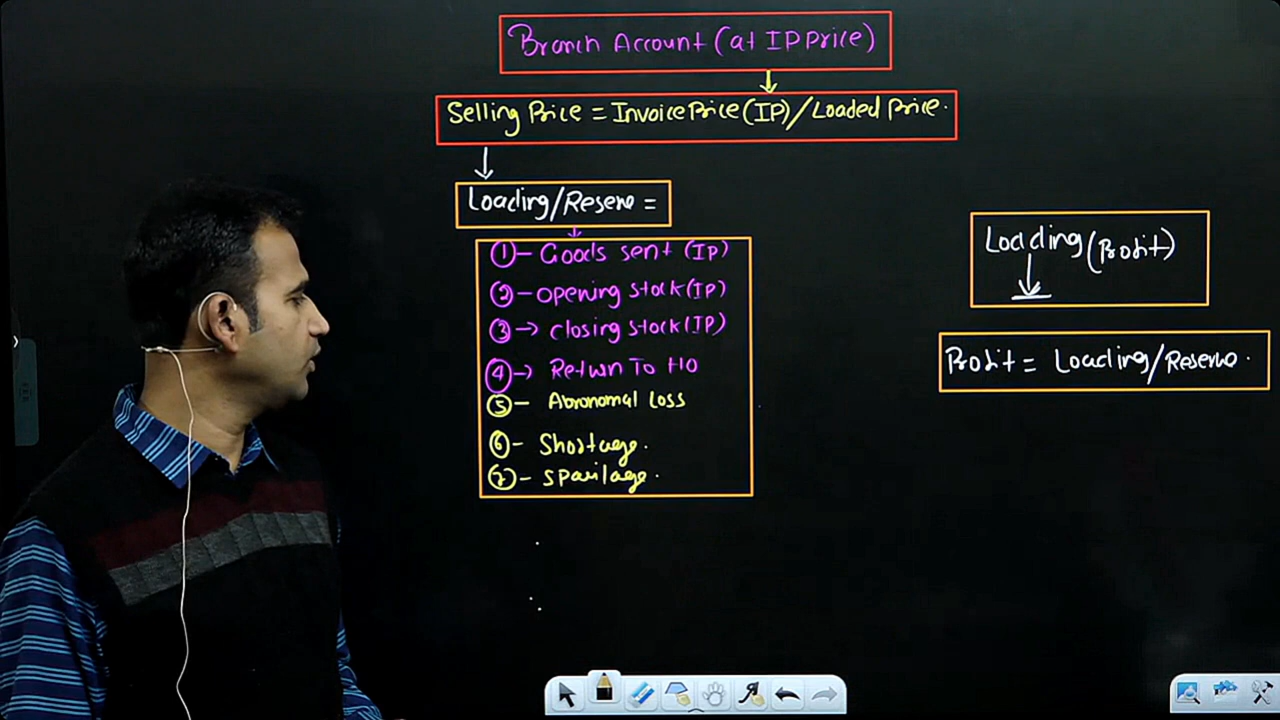 Branch Account (at IP Price)
Selling Price = Invoice Price (IP) / Loaded Price.
Loading/Reserve =
①- Goods sent (IP)
②- opening stock (IP)
③→ closing stock (IP)
④→ Return To HO
⑤- Abronomal Loss
⑥- Shortage.
⑦- spoilage.
Loading (Profit)
Profit = Loading/Reserve.